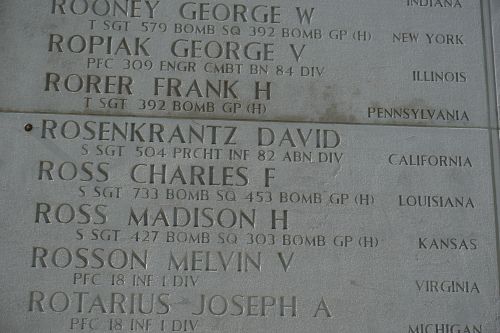 ROONEY GEORGE W
T SGT 579 BOMB SQ 392 BOMB GP (H) INDIANA
ROPIAK GEORGE V
PFC 309 ENGR CMBT BN 84 DIV NEW YORK
RORER FRANK H
T SGT 392 BOMB GP (H) ILLINOIS
PENNSYLVANIA
ROSENKRANTZ DAVID
S SGT 504 PRCHT INF 82 ABN DIV CALIFORNIA
ROSS CHARLES F
S SGT 733 BOMB SQ 453 BOMB GP (H) LOUISIANA
ROSS MADISON H
S SGT 427 BOMB SQ 303 BOMB GP (H) KANSAS
ROSSON MELVIN V
PFC 18 INF 1 DIV VIRGINIA
ROTARIUS JOSEPH A
PFC 18 INF 1 DIV MICHIGAN